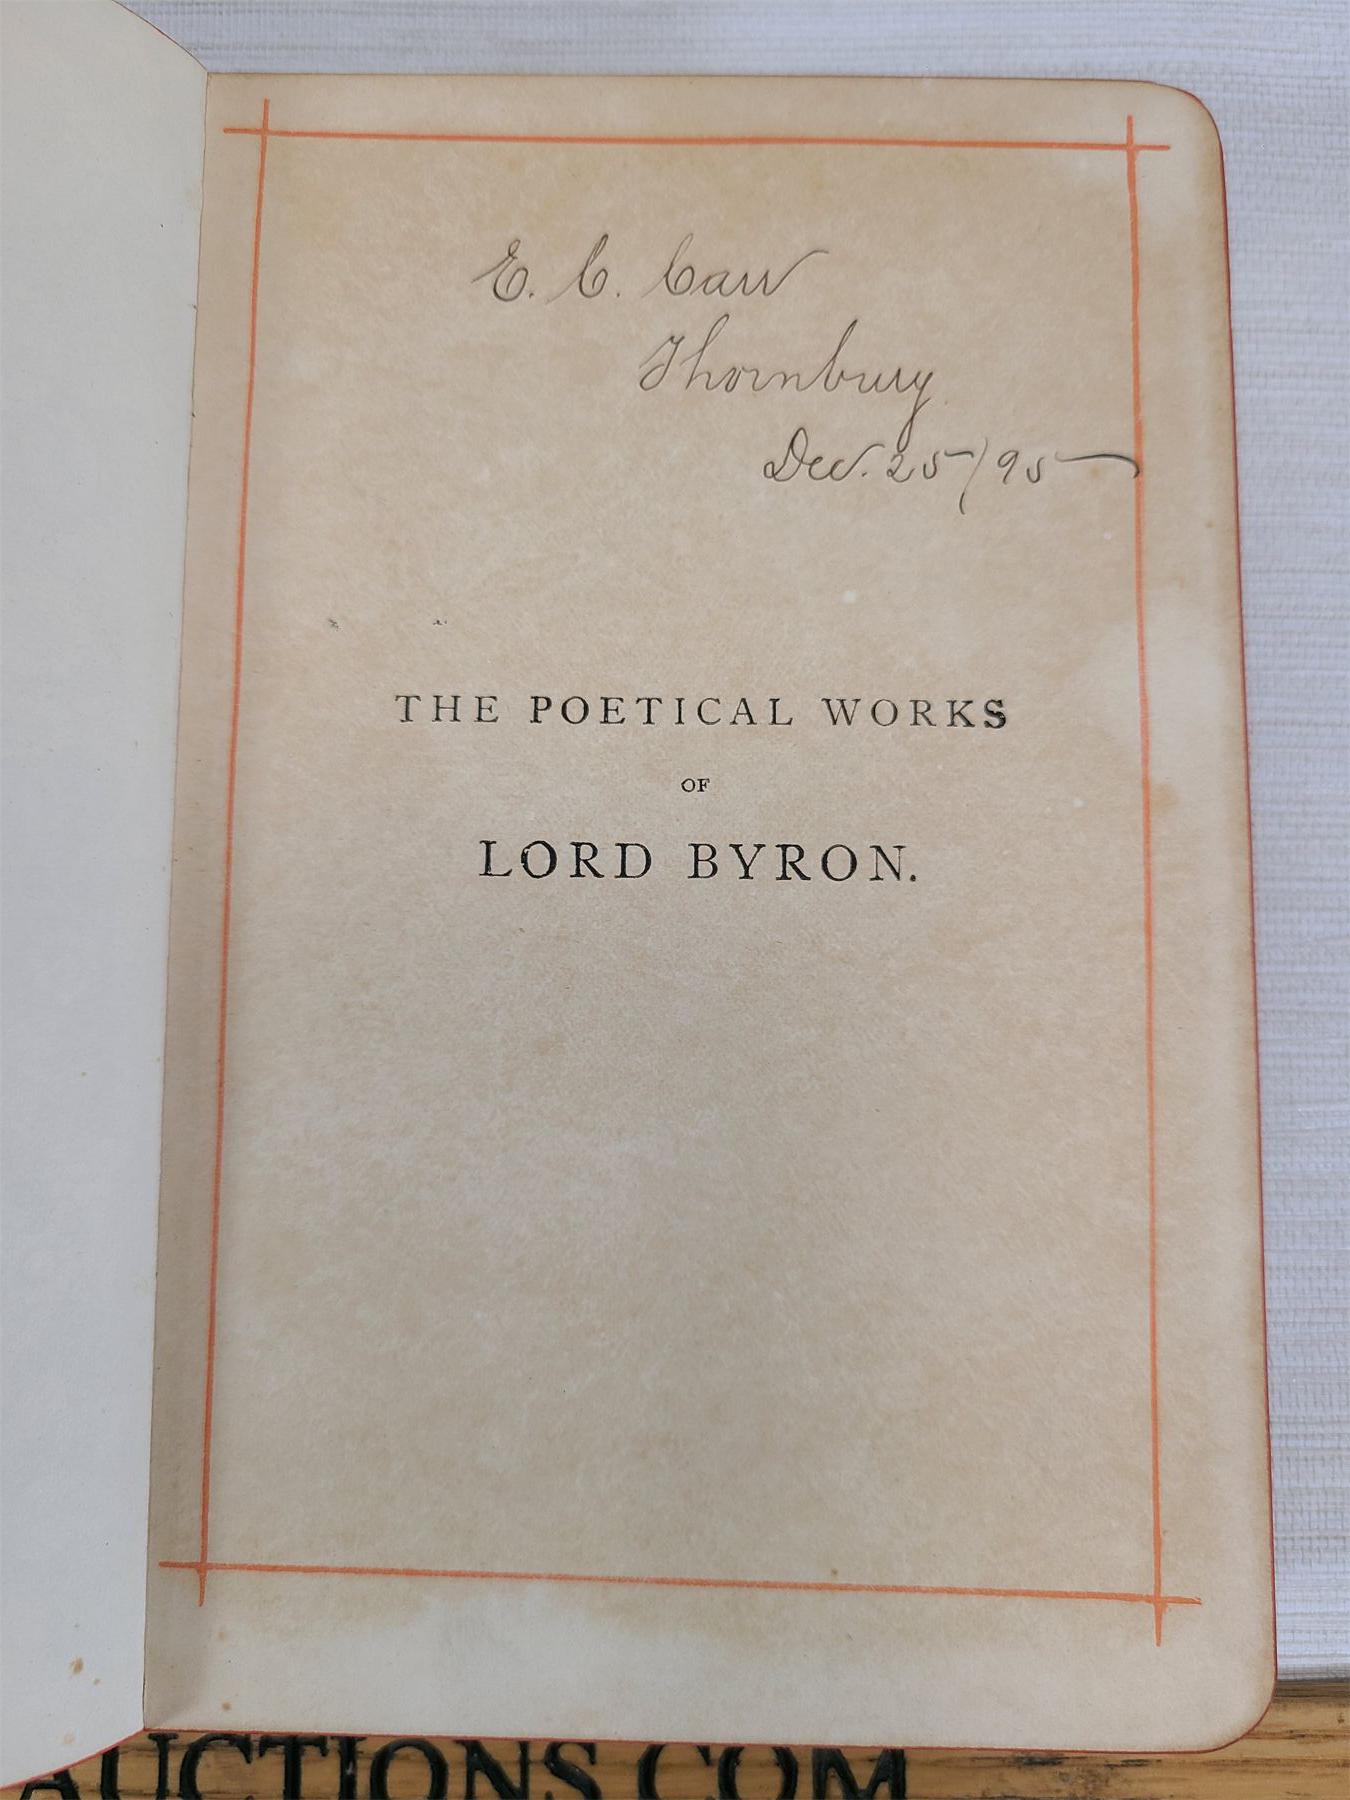 E. C. Carr
Thornbury.
Dec. 25/95
THE POETICAL WORKS
OF
LORD BYRON.
AUCTIONS.COM